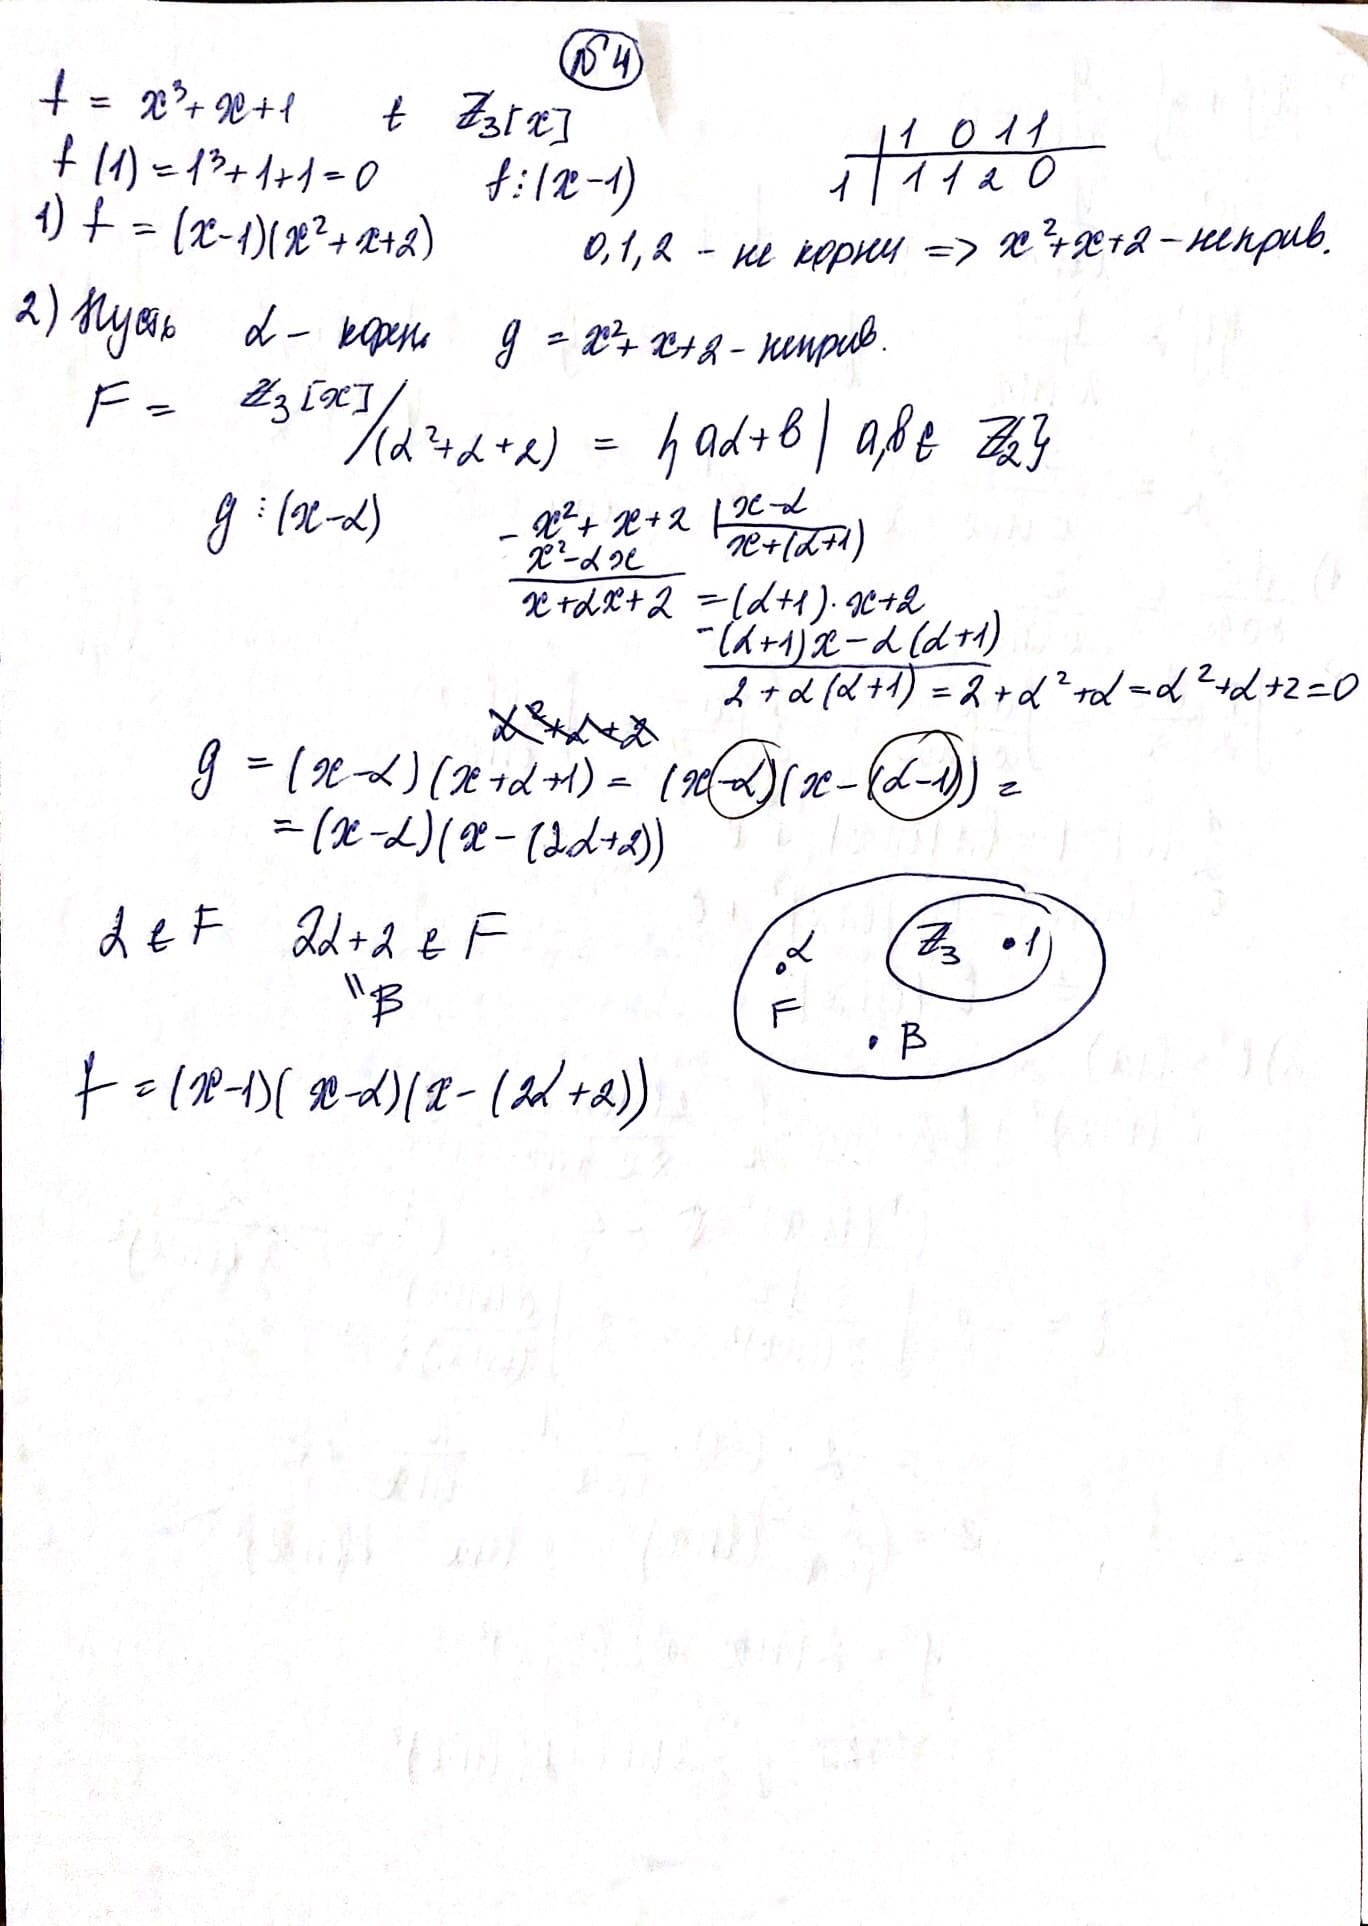 №4
f = x³+x+1 ∈ ℤ₃[x]
f(1)=1³+1+1=0 f⋮(x-1)
1 0 1 1
1 | 1 1 2 0
1) f = (x-1)(x²+x+2) 0,1,2 - не корни => x²+x+2 - неприв.
2) Пусть α - корень g = x²+x+2 - неприв.
F = ℤ₃[x]/(α²+α+2) = {aα+b | a,b ∈ ℤ₂}
g⋮(x-α)
- x²+x+2 | x-α
x²-αx x+(α+1)
x+αx+2 =(α+1)·x+2
-(α+1)x-α(α+1)
2+α(α+1) = 2+α²+α = α²+α+2=0
α²+α+2
g = (x-α)(x+α+1) = (x-α)(x-(α-1)) =
=(x-α)(x-(2α+2))
α ∈ F 2α+2 ∈ F
" β
α ℤ₃ ·1
F
· β
f = (x-1)(x-α)(x-(2α+2))